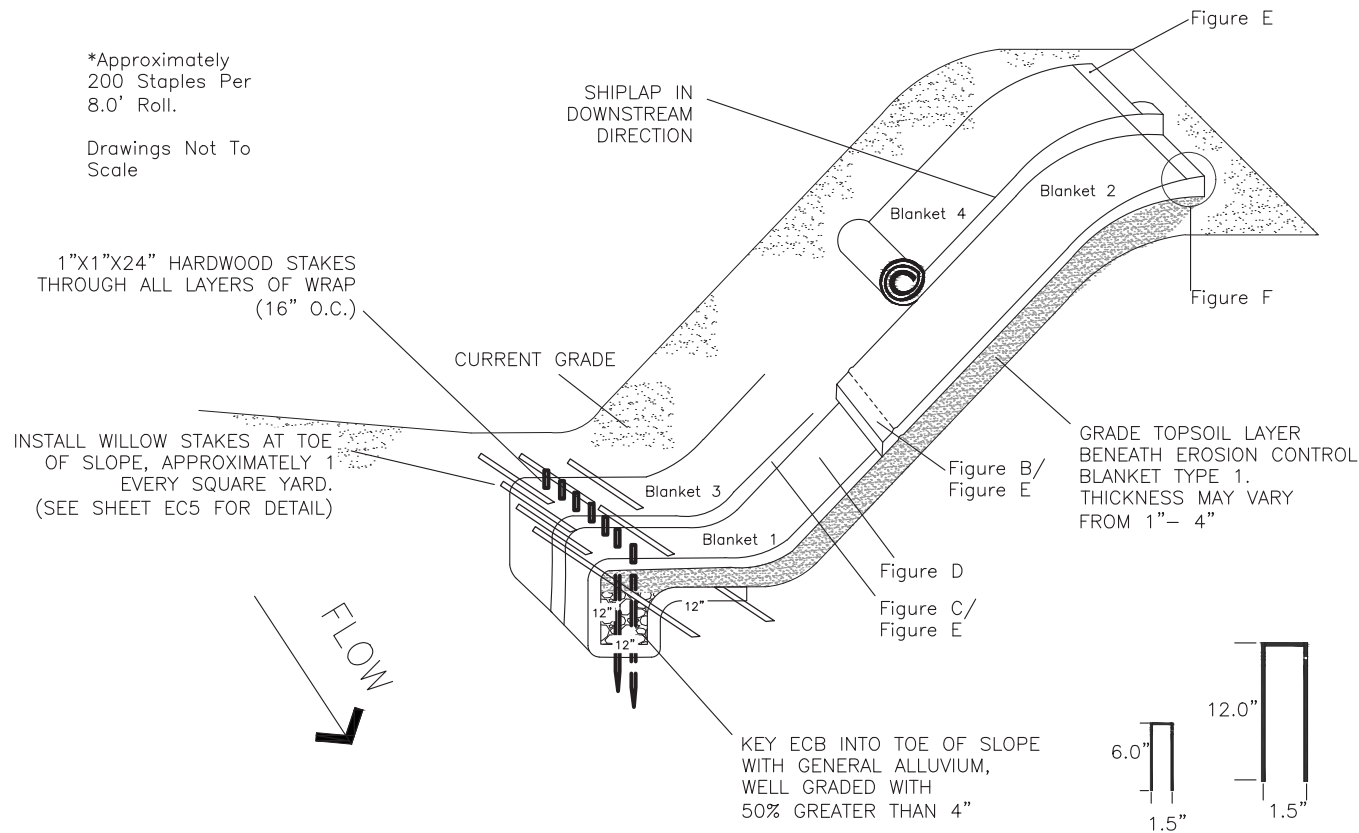 *Approximately
200 Staples Per
8.0' Roll.
Drawings Not To
Scale
Figure E
SHIPLAP IN
DOWNSTREAM
DIRECTION
Blanket 2
Blanket 4
1"X1"X24" HARDWOOD STAKES
THROUGH ALL LAYERS OF WRAP
(16" O.C.)
Figure F
CURRENT GRADE
INSTALL WILLOW STAKES AT TOE
OF SLOPE, APPROXIMATELY 1
EVERY SQUARE YARD.
(SEE SHEET EC5 FOR DETAIL)
GRADE TOPSOIL LAYER
BENEATH EROSION CONTROL
BLANKET TYPE 1.
THICKNESS MAY VARY
FROM 1"– 4"
Figure B/
Figure E
Blanket 3
Blanket 1
Figure D
Figure C/
Figure E
12"
12"
12"
FLOW
KEY ECB INTO TOE OF SLOPE
WITH GENERAL ALLUVIUM,
WELL GRADED WITH
50% GREATER THAN 4"
6.0"
1.5"
12.0"
1.5"